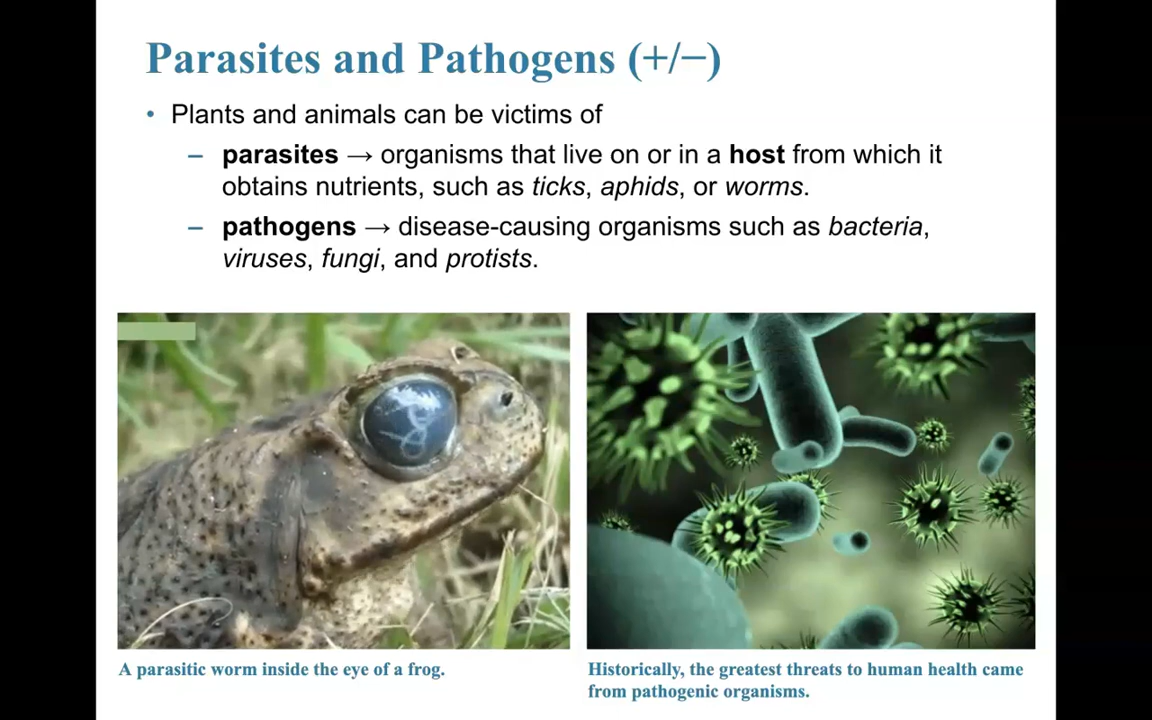 Parasites and Pathogens (+/−)
• Plants and animals can be victims of
– parasites → organisms that live on or in a host from which it
obtains nutrients, such as ticks, aphids, or worms.
– pathogens → disease-causing organisms such as bacteria,
viruses, fungi, and protists.
A parasitic worm inside the eye of a frog.
Historically, the greatest threats to human health came
from pathogenic organisms.